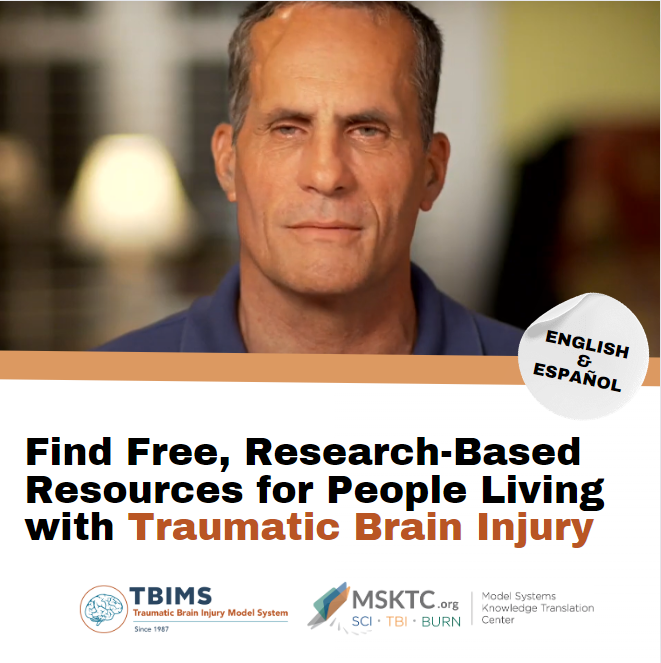 ENGLISH
&
ESPAÑOL
Find Free, Research-Based
Resources for People Living
with Traumatic Brain Injury
TBIMS
Traumatic Brain Injury Model System
Since 1987
MSKTC.org
SCI · TBI · BURN
Model Systems
Knowledge Translation
Center